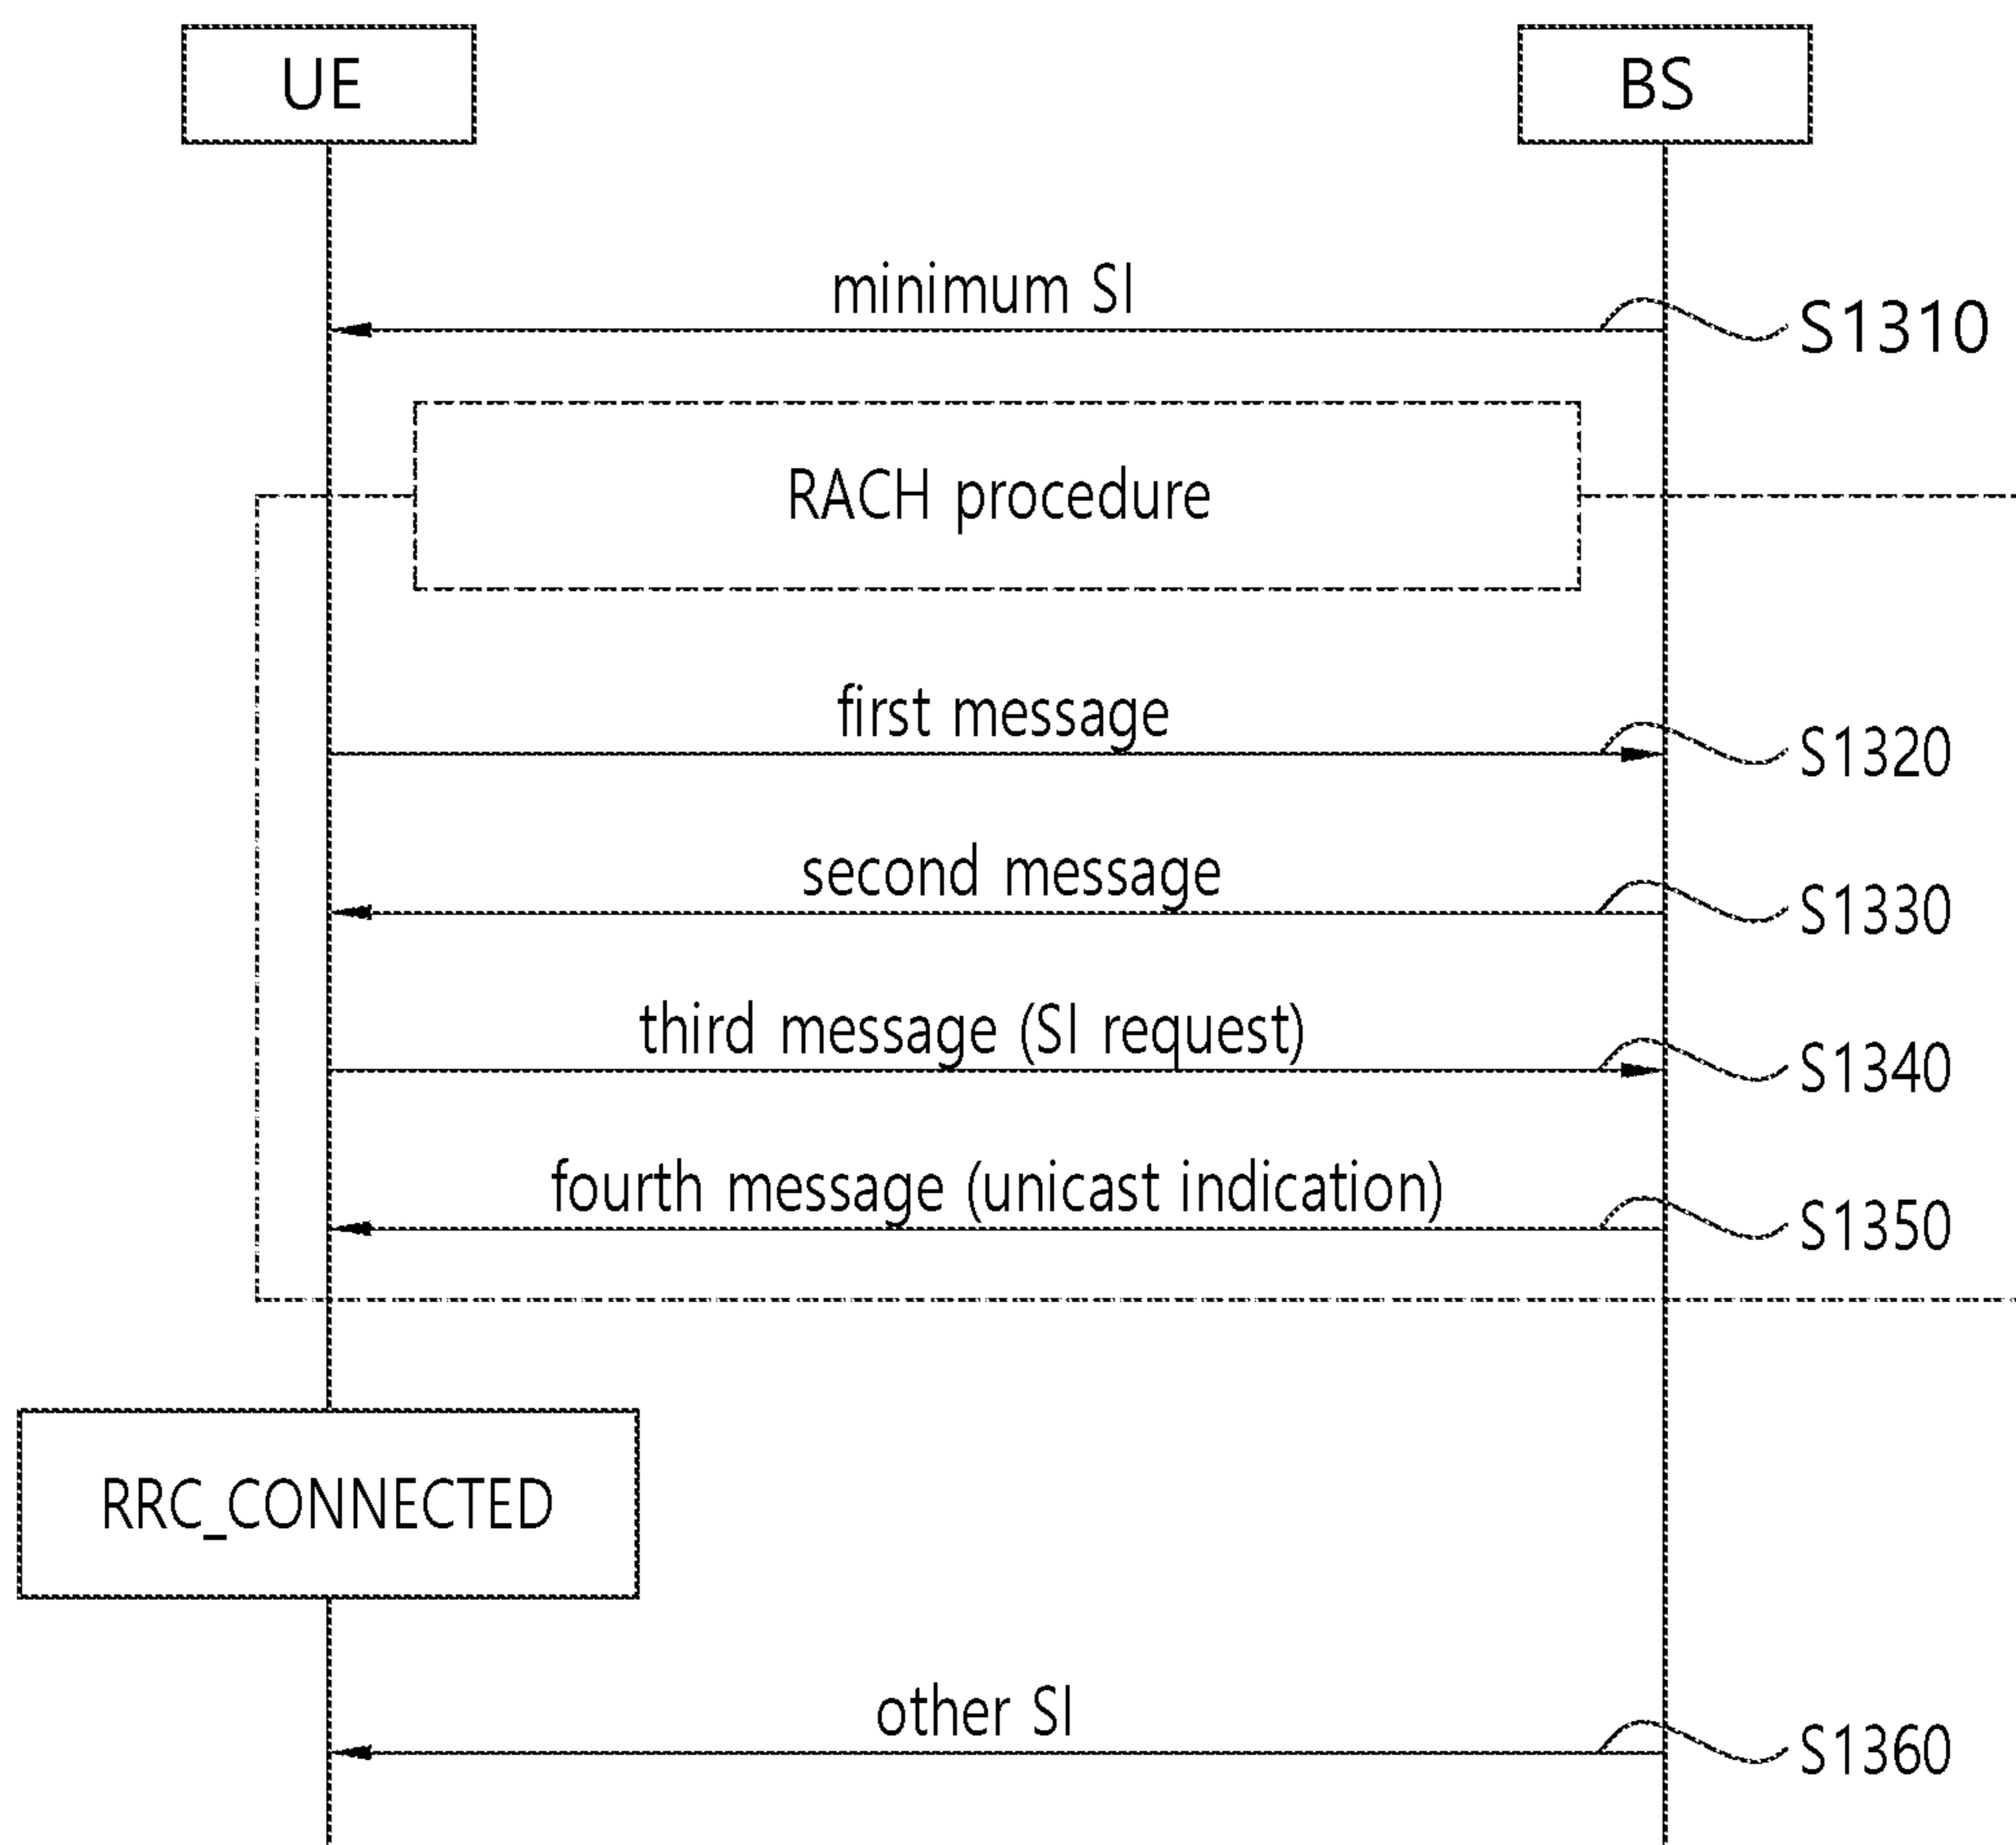 UE
BS
minimum SI
S1310
RACH procedure
first message
S1320
second message
S1330
third message (SI request)
S1340
fourth message (unicast indication)
S1350
RRC_CONNECTED
other SI
S1360